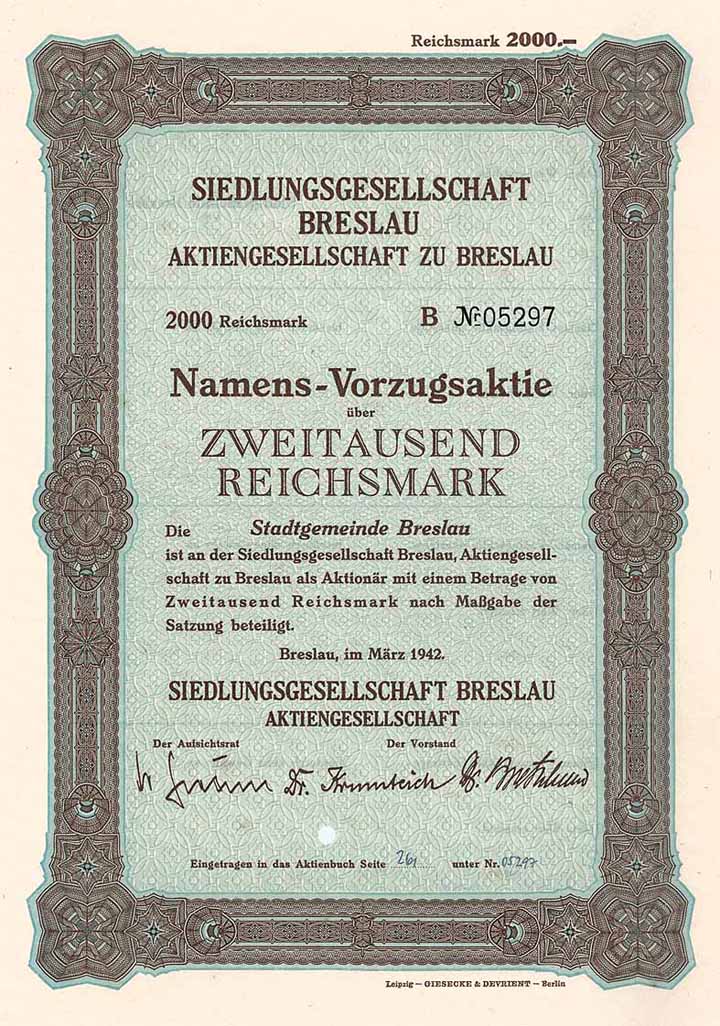 Reichsmark 2000.—
SIEDLUNGSGESELLSCHAFT
BRESLAU
AKTIENGESELLSCHAFT ZU BRESLAU
2000 Reichsmark B № 05297
Namens-Vorzugsaktie
über
ZWEITAUSEND
REICHSMARK
Die Stadtgemeinde Breslau
ist an der Siedlungsgesellschaft Breslau, Aktiengesell-
schaft zu Breslau als Aktionär mit einem Betrage von
Zweitausend Reichsmark nach Maßgabe der
Satzung beteiligt.
Breslau, im März 1942.
SIEDLUNGSGESELLSCHAFT BRESLAU
AKTIENGESELLSCHAFT
Der Aufsichtsrat Der Vorstand
Dr.
Eingetragen in das Aktienbuch Seite 261 unter Nr. 05297
Leipzig — GIESECKE & DEVRIENT — Berlin